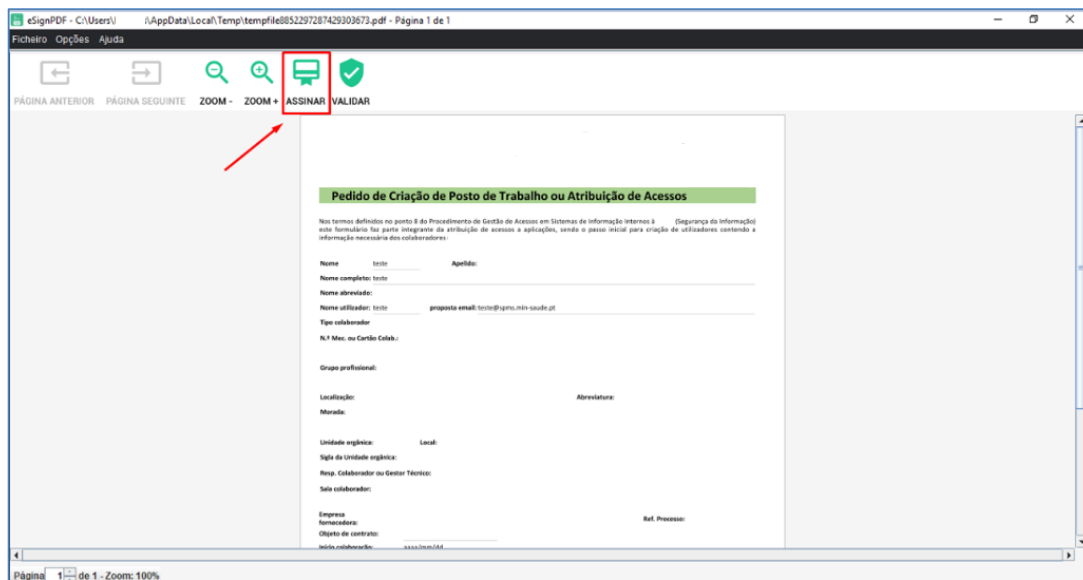 eSignPDF - C:\Users\I i\AppData\Local\Temp\tempfile8852297287429303673.pdf - Página 1 de 1
Ficheiro Opções Ajuda
PÁGINA ANTERIOR PÁGINA SEGUINTE ZOOM - ZOOM + ASSINAR VALIDAR
Pedido de Criação de Posto de Trabalho ou Atribuição de Acessos
Nos termos definidos no ponto 8 do Procedimento de Gestão de Acessos em Sistemas de Informação Internos à (Segurança da Informação)
este formulário faz parte integrante da atribuição de acessos a aplicações, sendo o passo inicial para criação de utilizadores contendo a
informação necessária dos colaboradores:
Nome teste Apelido:
Nome completo: teste
Nome abreviado:
Nome utilizador: teste proposta email: teste@spms.min-saude.pt
Tipo colaborador
N.º Mec. ou Cartão Colab.:
Grupo profissional:
Localização: Abreviatura:
Morada:
Unidade orgânica: Local:
Sigla da Unidade orgânica:
Resp. Colaborador ou Gestor Técnico:
Sala colaborador:
Empresa
fornecedora: Ref. Processo:
Objeto de contrato:
Início colaboração: aaaa/mm/dd
Página 1 de 1 - Zoom: 100%